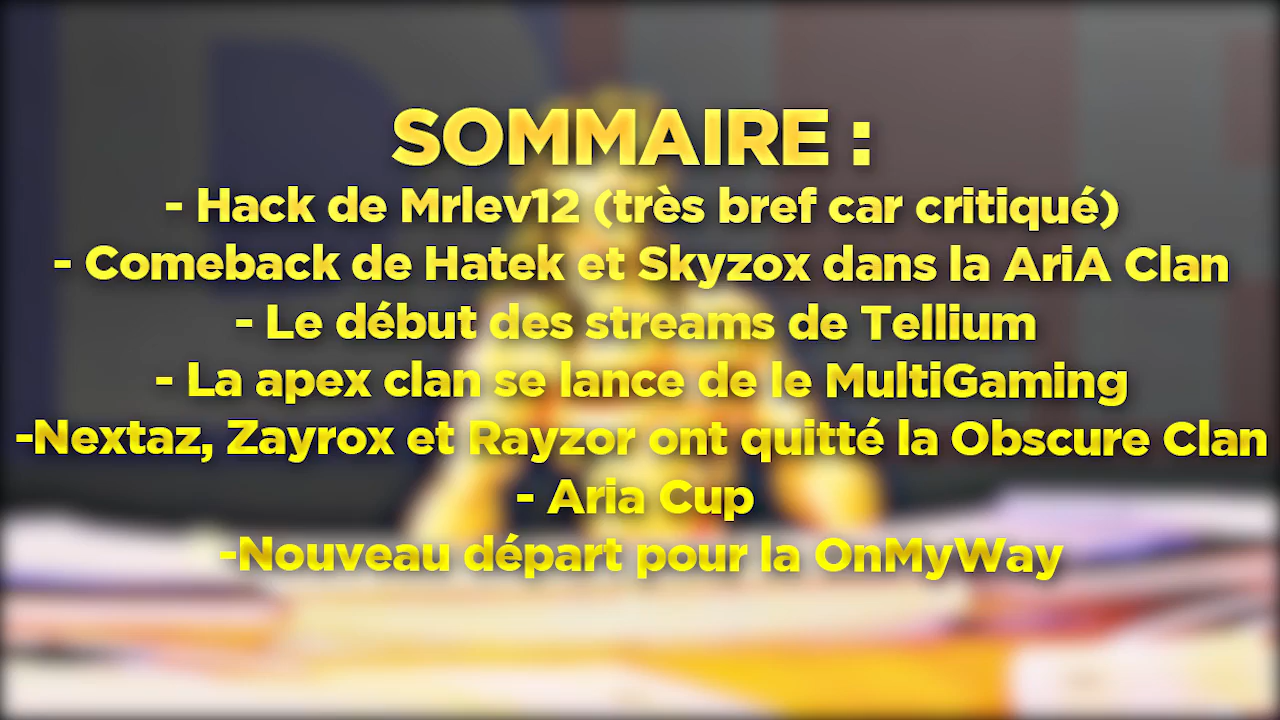 SOMMAIRE :
- Hack de Mrlev12 (très bref car critiqué)
- Comeback de Hatek et Skyzox dans la AriA Clan
- Le début des streams de Tellium
- La apex clan se lance de le MultiGaming
-Nextaz, Zayrox et Rayzor ont quitté la Obscure Clan
- Aria Cup
-Nouveau départ pour la OnMyWay